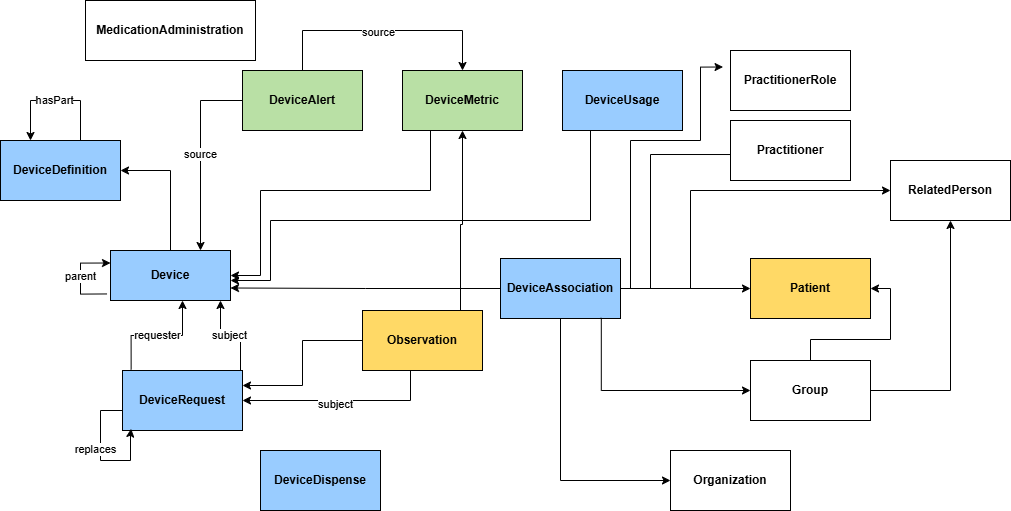 MedicationAdministration
source
PractitionerRole
DeviceAlert
DeviceMetric
DeviceUsage
hasPart
Practitioner
source
DeviceDefinition
RelatedPerson
Device
parent
DeviceAssociation
Patient
requester
subject
Observation
DeviceRequest
subject
Group
replaces
DeviceDispense
Organization